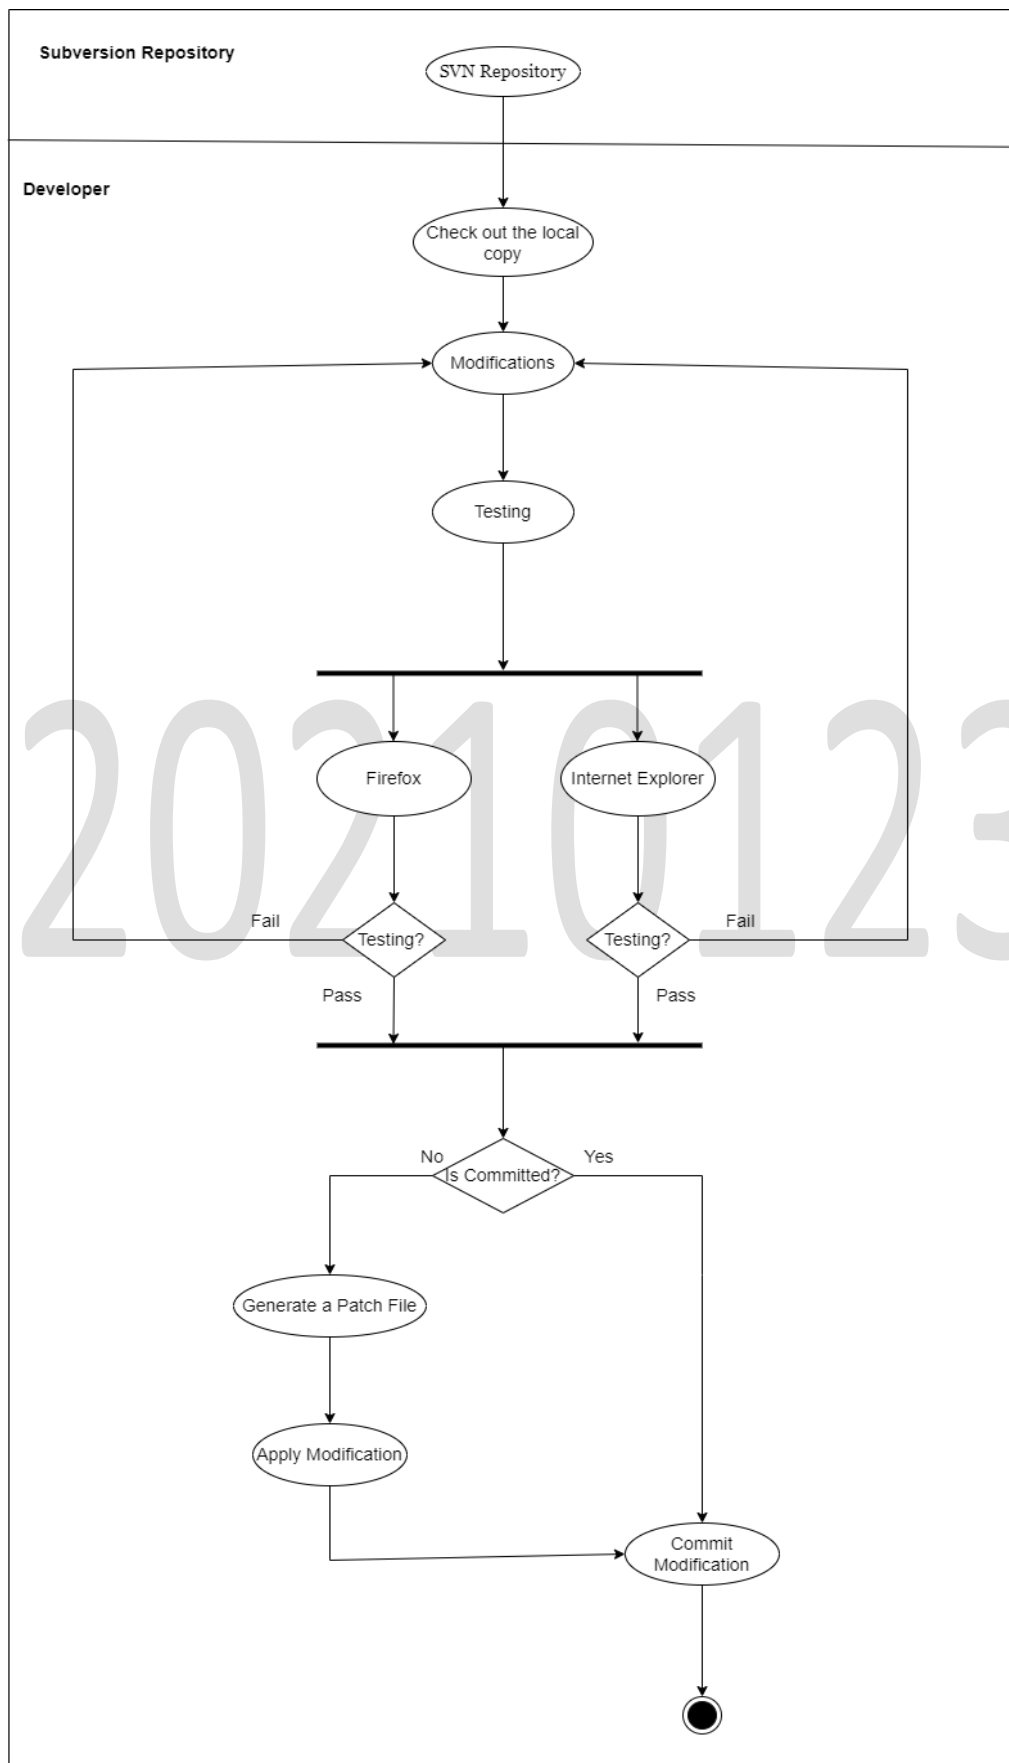 Subversion Repository
SVN Repository
Developer
Check out the local
copy
Modifications
Testing
Firefox
Internet Explorer
Fail
Testing?
Testing?
Fail
Pass
Pass
No
Is Committed?
Yes
Generate a Patch File
Apply Modification
Commit
Modification
20210123